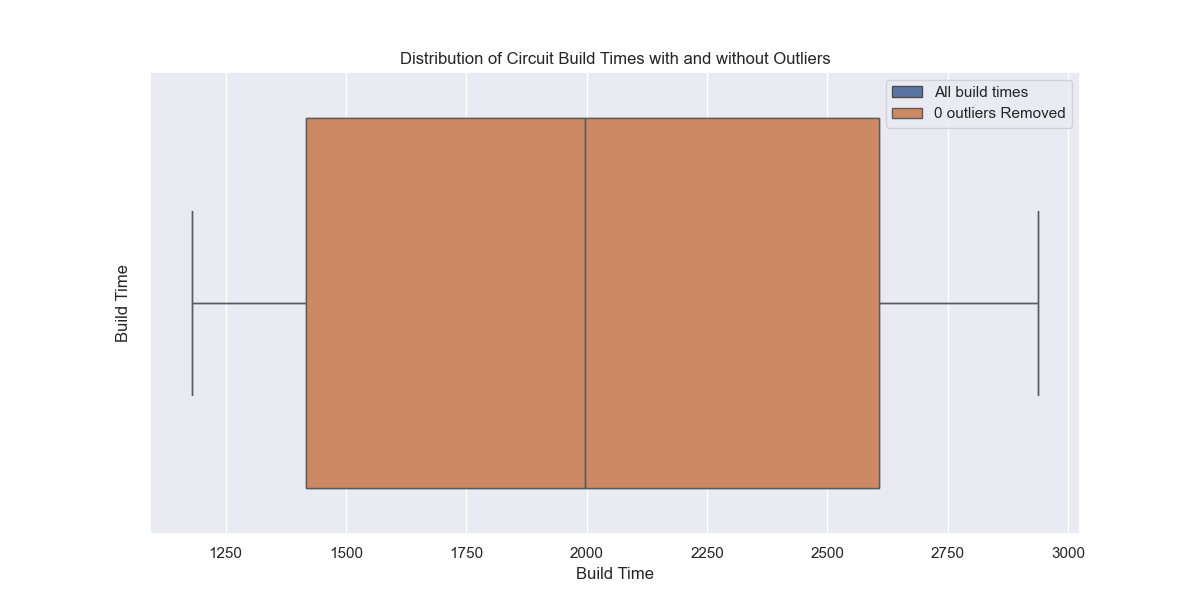 Distribution of Circuit Build Times with and without Outliers
All build times
0 outliers Removed
Build Time
1250 1500 1750 2000 2250 2500 2750 3000
Build Time